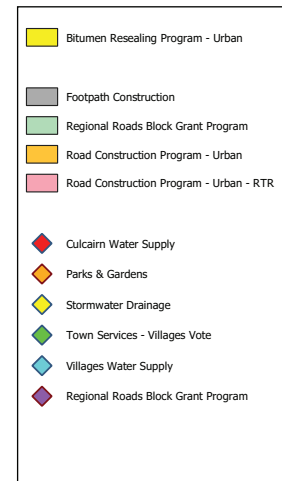 Bitumen Resealing Program - Urban
Footpath Construction
Regional Roads Block Grant Program
Road Construction Program - Urban
Road Construction Program - Urban - RTR
Culcairn Water Supply
Parks & Gardens
Stormwater Drainage
Town Services - Villages Vote
Villages Water Supply
Regional Roads Block Grant Program